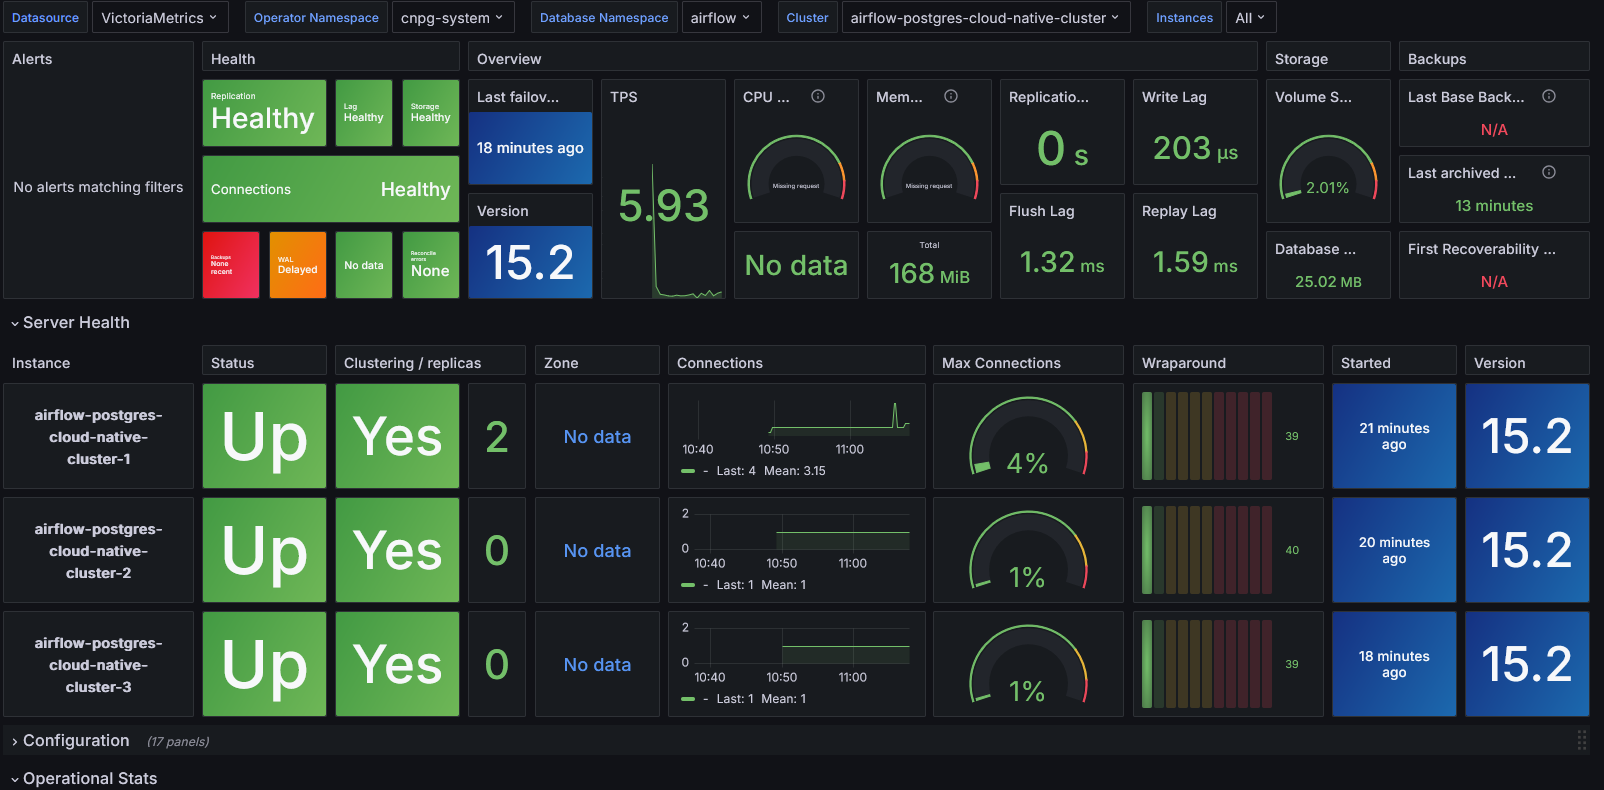 Datasource VictoriaMetrics Operator Namespace cnpg-system Database Namespace airflow Cluster airflow-postgres-cloud-native-cluster Instances All
Alerts
No alerts matching filters
Health
Replication
Healthy
Lag
Healthy
Storage
Healthy
Connections Healthy
Backups
None
recent
WAL
Delayed
No data
Reconcile
errors
None
Overview
Last failov...
18 minutes ago
Version
15.2
TPS
5.93
CPU ...
Missing request
No data
Mem...
Missing request
Total
168 MiB
Replicatio...
0 s
Flush Lag
1.32 ms
Write Lag
203 µs
Replay Lag
1.59 ms
Storage
Volume S...
2.01%
Database ...
25.02 MB
Backups
Last Base Back...
N/A
Last archived ...
13 minutes
First Recoverability ...
N/A
Server Health
Instance Status Clustering / replicas Zone Connections Max Connections Wraparound Started Version
airflow-postgres-
cloud-native-
cluster-1
Up
Yes
2
No data
10:40 10:50 11:00
- Last: 4 Mean: 3.15
4%
39
21 minutes
ago
15.2
airflow-postgres-
cloud-native-
cluster-2
Up
Yes
0
No data
2
0
10:40 10:50 11:00
- Last: 1 Mean: 1
1%
40
20 minutes
ago
15.2
airflow-postgres-
cloud-native-
cluster-3
Up
Yes
0
No data
2
0
10:40 10:50 11:00
- Last: 1 Mean: 1
1%
39
18 minutes
ago
15.2
Configuration (17 panels)
Operational Stats